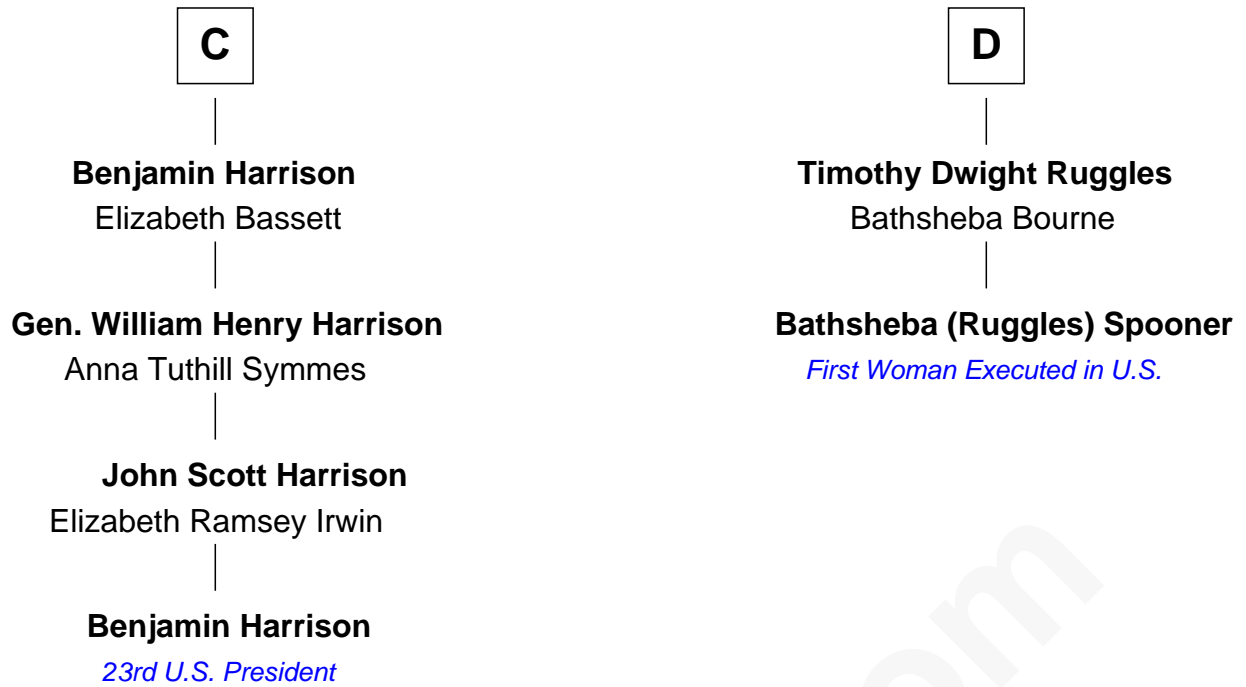 C
Benjamin Harrison
Elizabeth Bassett
Gen. William Henry Harrison
Anna Tuthill Symmes
John Scott Harrison
Elizabeth Ramsey Irwin
Benjamin Harrison
23rd U.S. President
D
Timothy Dwight Ruggles
Bathsheba Bourne
Bathsheba (Ruggles) Spooner
First Woman Executed in U.S.
om